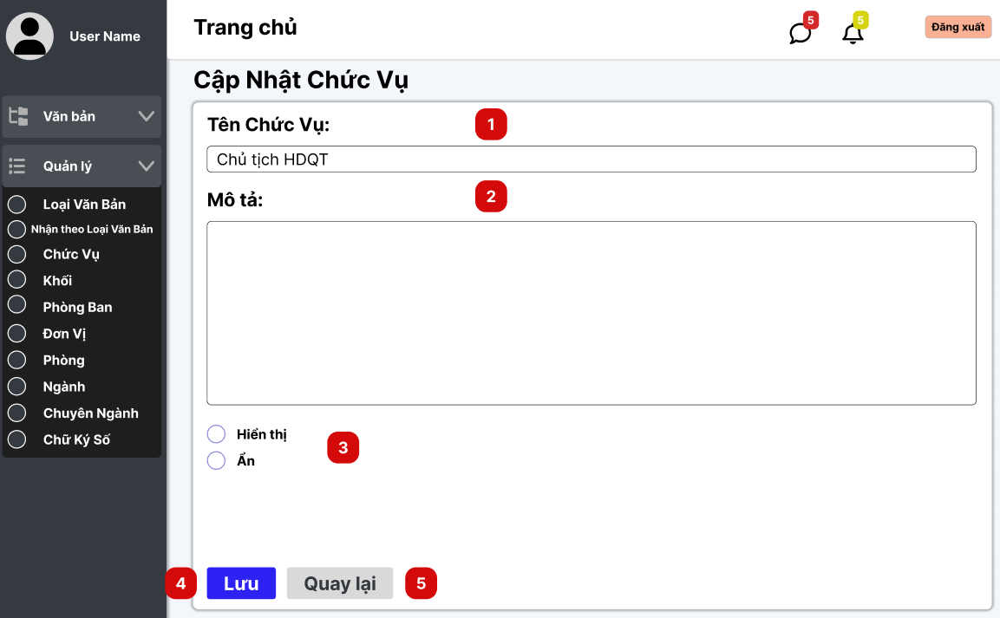 User Name
Văn bản
Quản lý
Loại Văn Bản
Nhận theo Loại Văn Bản
Chức Vụ
Khối
Phòng Ban
Đơn Vị
Phòng
Ngành
Chuyên Ngành
Chữ Ký Số
Trang chủ
5
5
Đăng xuất
Cập Nhật Chức Vụ
Tên Chức Vụ:
1
Chủ tịch HDQT
Mô tả:
2
Hiển thị
3
Ẩn
4
Lưu
Quay lại
5